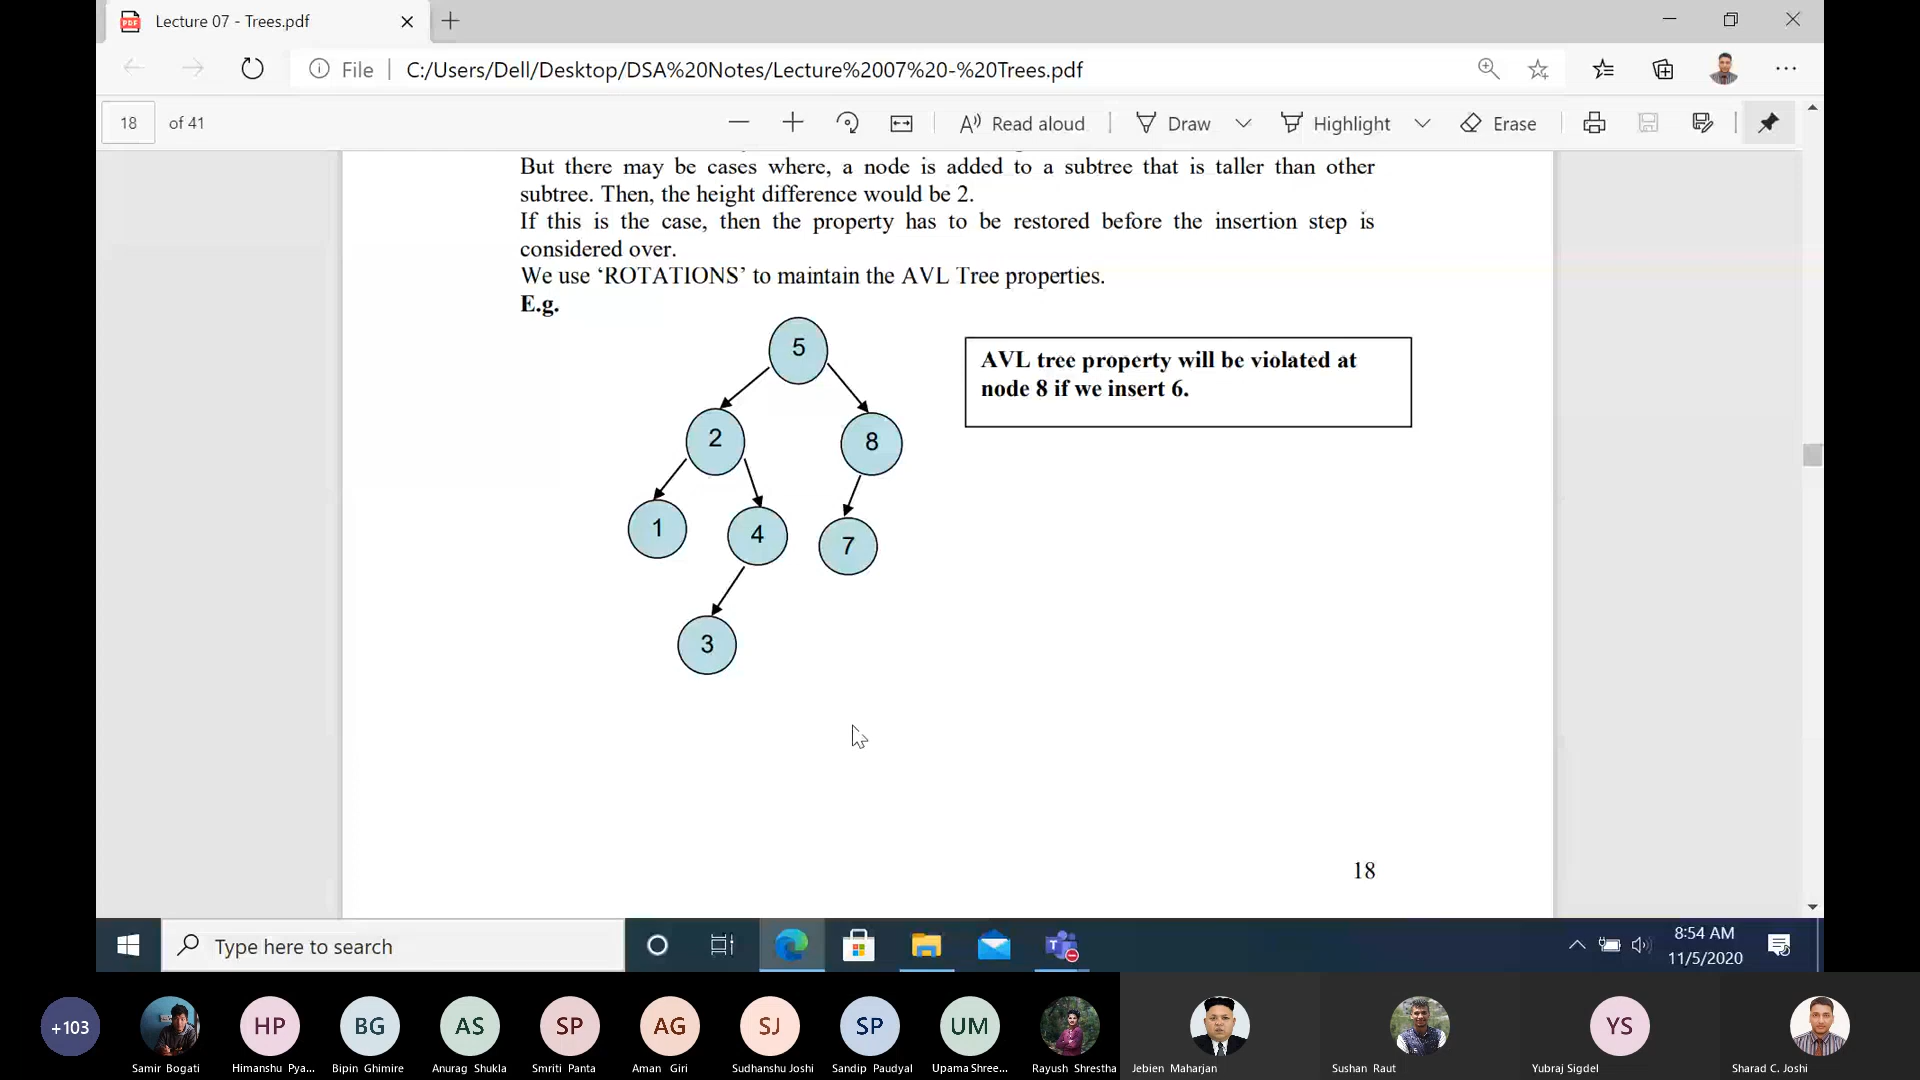 Lecture 07 - Trees.pdf
File
C:/Users/Dell/Desktop/DSA%20Notes/Lecture%2007%20-%20Trees.pdf
18 of 41
Read aloud
Draw
Highlight
Erase
But there may be cases where, a node is added to a subtree that is taller than other
subtree. Then, the height difference would be 2.
If this is the case, then the property has to be restored before the insertion step is
considered over.
We use ‘ROTATIONS’ to maintain the AVL Tree properties.
E.g.
5
AVL tree property will be violated at
node 8 if we insert 6.
2
8
1
4
7
3
18
Type here to search
8:54 AM
11/5/2020
+103
HP
BG
AS
SP
AG
SJ
SP
UM
YS
Samir Bogati
Himanshu Pya...
Bipin Ghimire
Anurag Shukla
Smriti Panta
Aman Giri
Sudhanshu Joshi
Sandip Paudyal
Upama Shree...
Rayush Shrestha
Jebien Maharjan
Sushan Raut
Yubraj Sigdel
Sharad C. Joshi